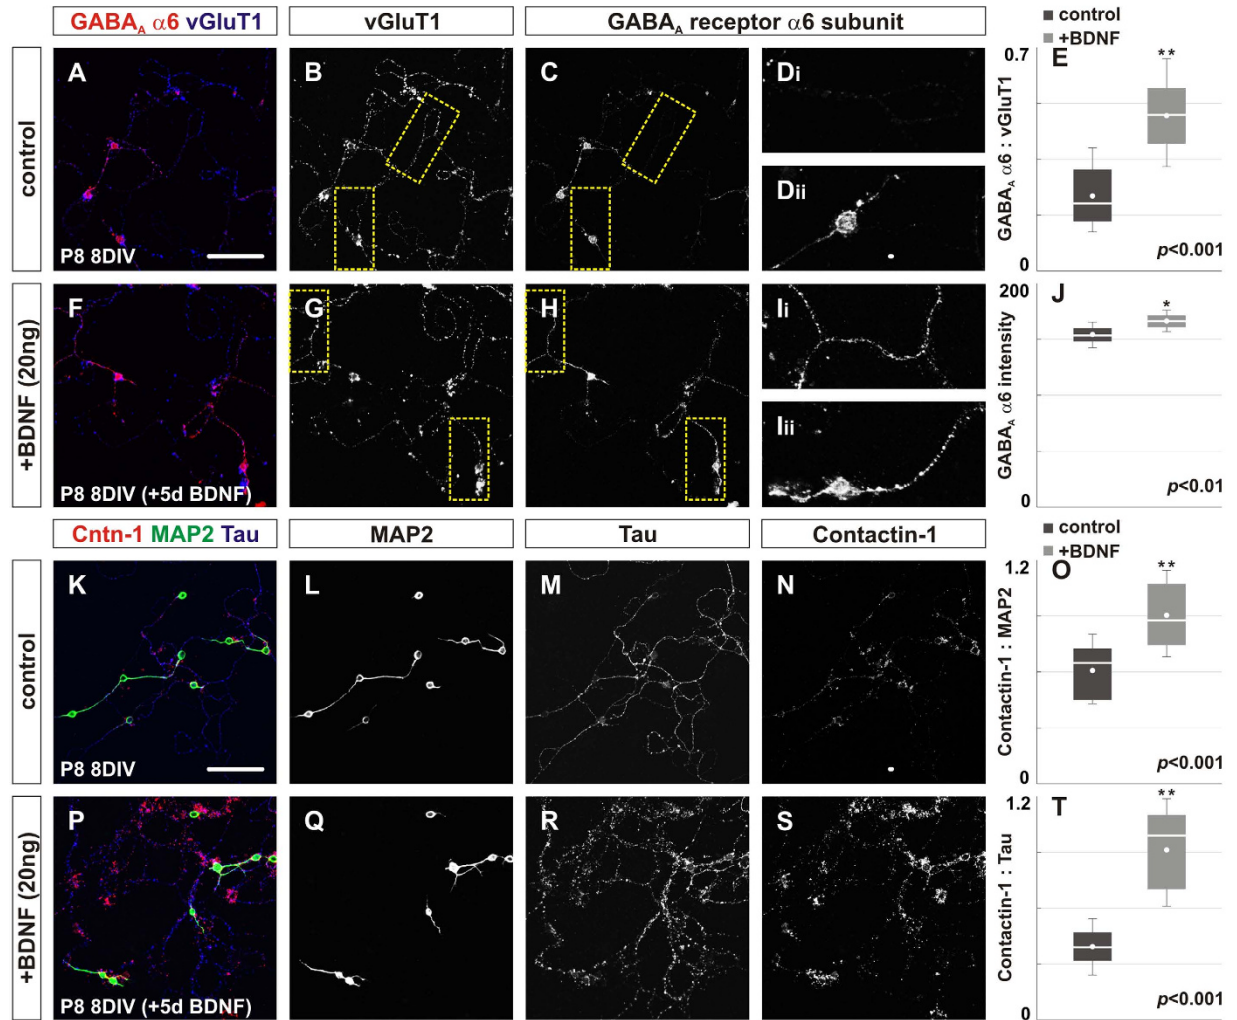 GABAA α6 vGluT1
vGluT1
GABAA receptor α6 subunit
control
+BDNF
control
A
P8 8DIV
B
C
Di
Dii
E
GABAA α6 : vGluT1
0.7
0
**
p<0.001
+BDNF (20ng)
F
P8 8DIV (+5d BDNF)
G
H
Ii
Iii
J
GABAA α6 intensity
200
0
*
p<0.01
Cntn-1 MAP2 Tau
MAP2
Tau
Contactin-1
control
+BDNF
control
K
P8 8DIV
L
M
N
O
Contactin-1 : MAP2
1.2
0
**
p<0.001
+BDNF (20ng)
P
P8 8DIV (+5d BDNF)
Q
R
S
T
Contactin-1 : Tau
1.2
0
**
p<0.001